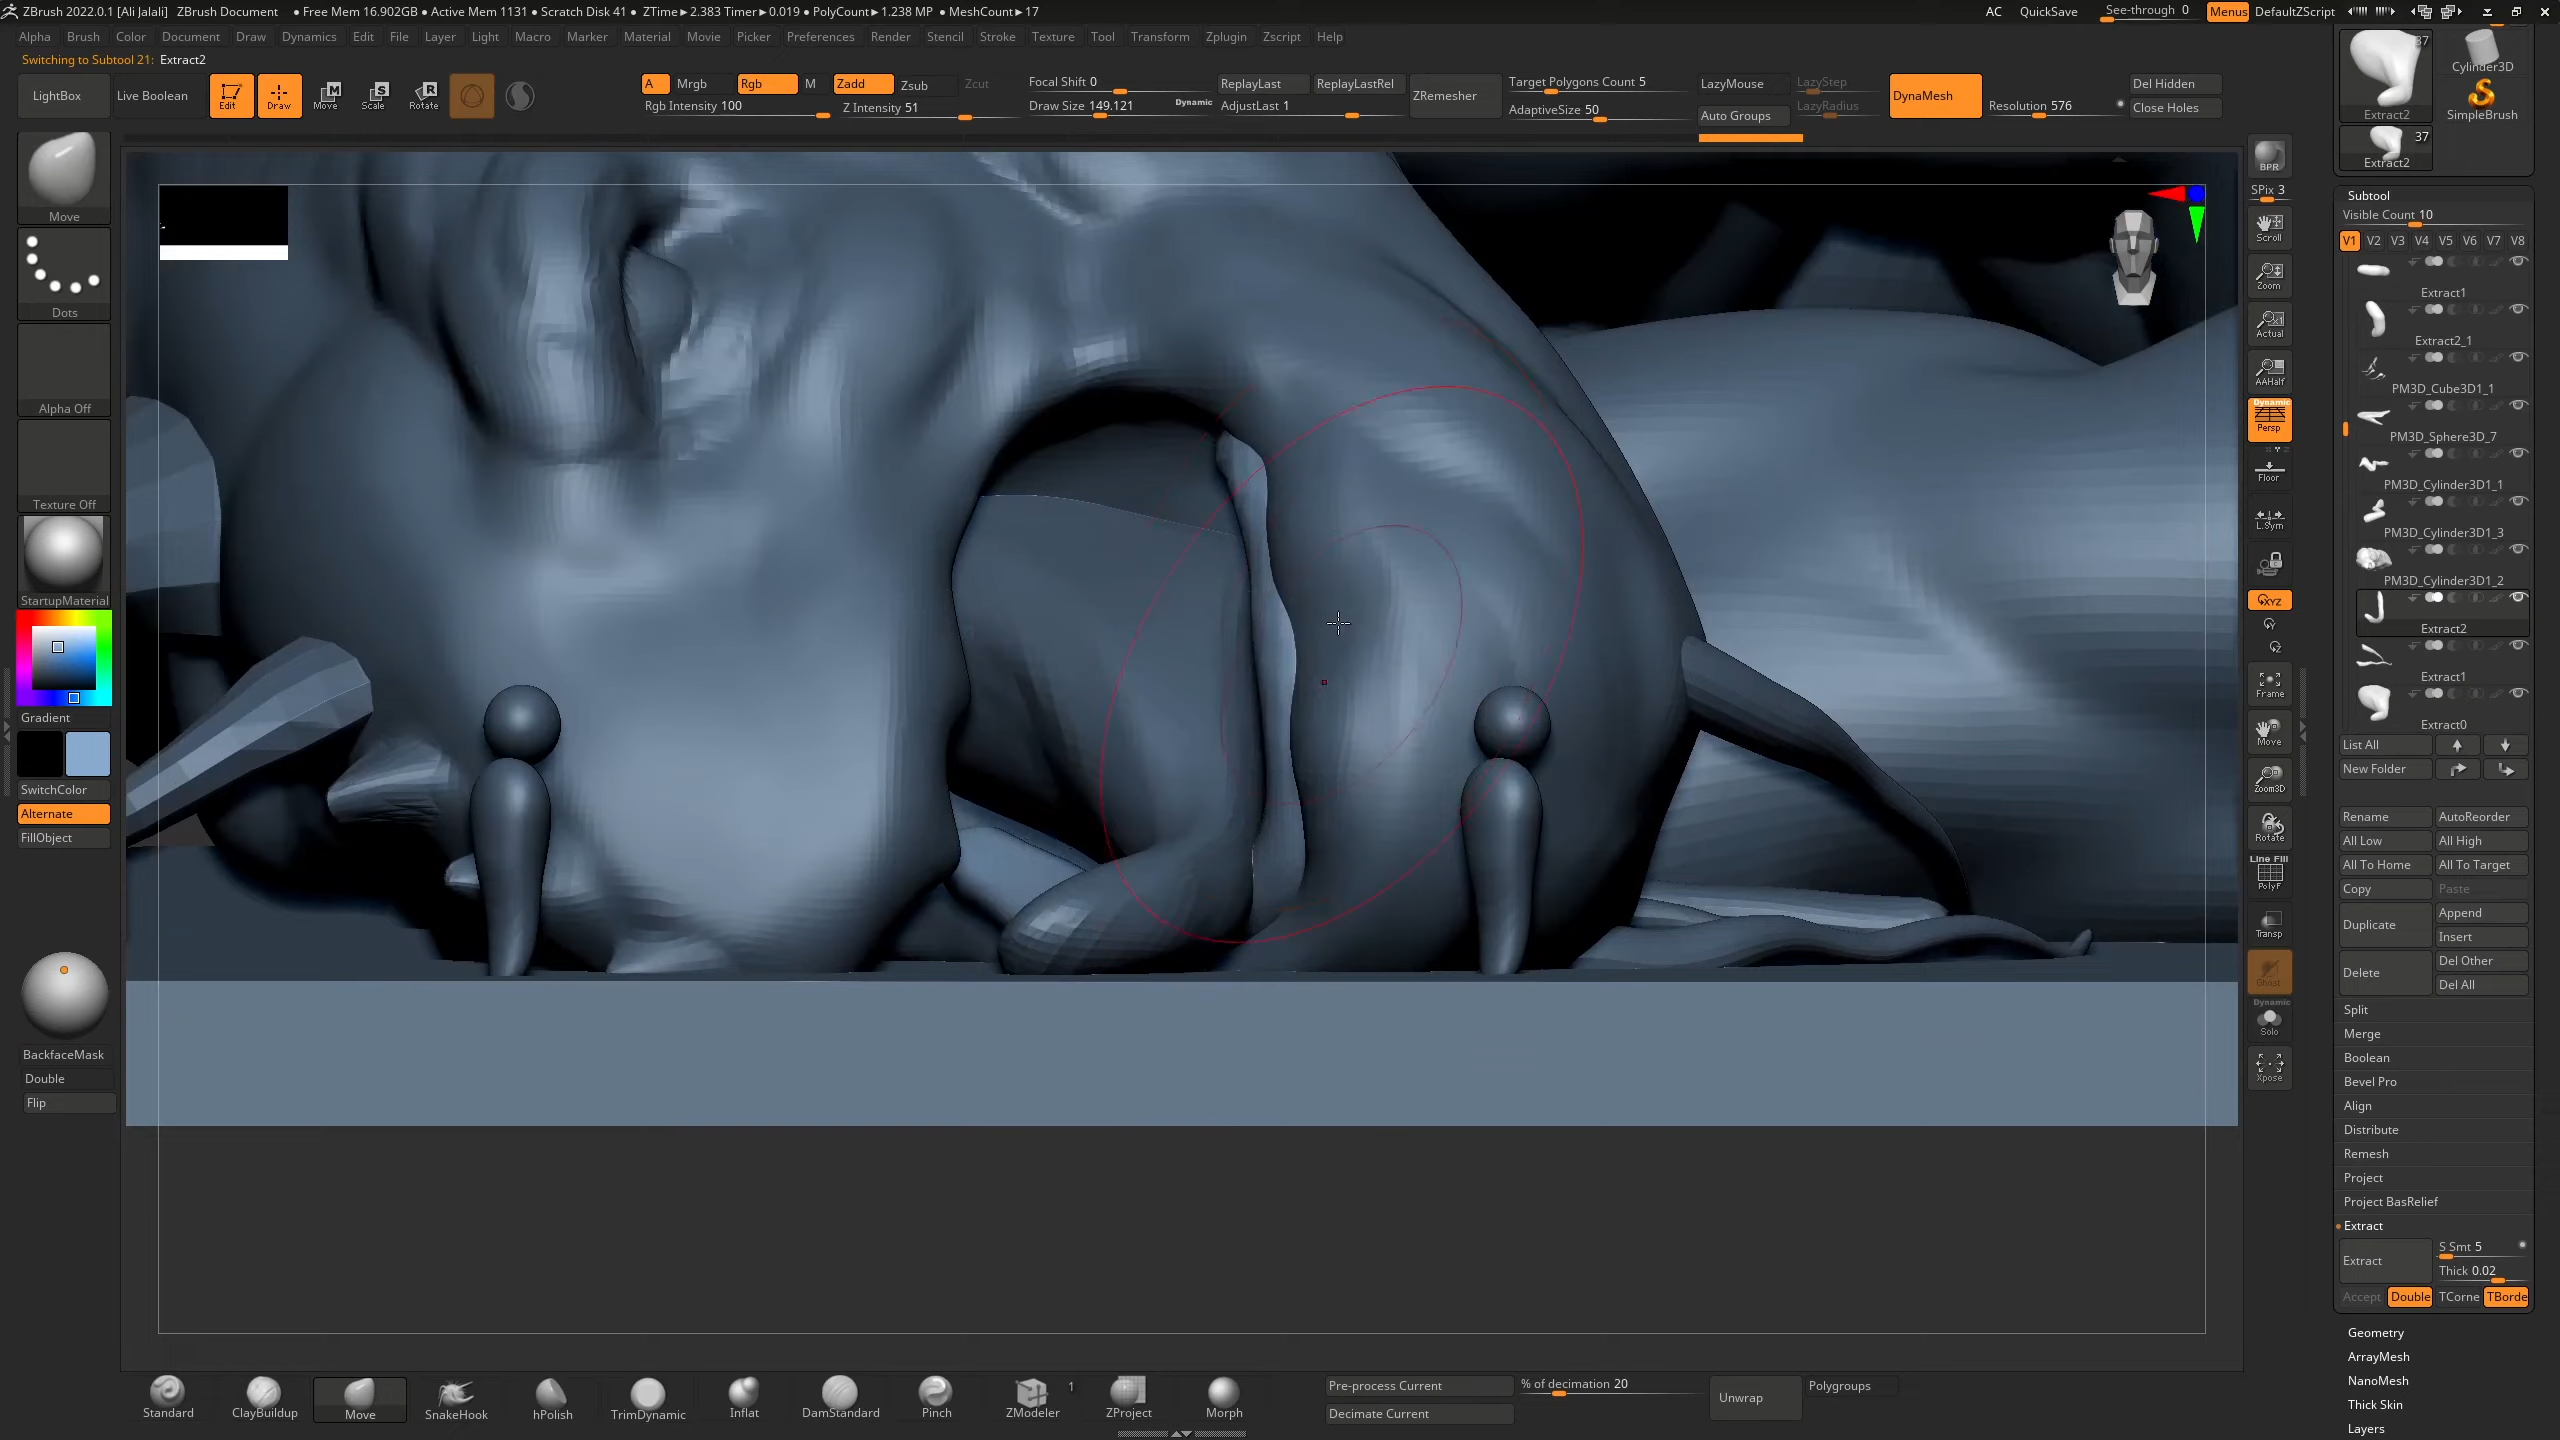 ZBrush 2022.0.1 [Ali Jalali] ZBrush Document • Free Mem 16.902GB • Active Mem 1131 • Scratch Disk 41 • ZTime►2.383 Timer►0.019 • PolyCount►1.238 MP • MeshCount►17 AC QuickSave See-through 0 Menus DefaultZScript
Alpha Brush Color Document Draw Dynamics Edit File Layer Light Macro Marker Material Movie Picker Preferences Render Stencil Stroke Texture Tool Transform Zplugin Zscript Help
Switching to Subtool 21: Extract2
LightBox Live Boolean Edit Draw Move Scale Rotate
A Mrgb Rgb M Zadd Zsub Zcut
Rgb Intensity 100 Z Intensity 51
Focal Shift 0
Draw Size 149.121 Dynamic
ReplayLast ReplayLastRel
AdjustLast 1
ZRemesher
Target Polygons Count 5
AdaptiveSize 50
LazyMouse LazyStep
Auto Groups LazyRadius
DynaMesh Resolution 576
Del Hidden
Close Holes
Move
Dots
Alpha Off
Texture Off
StartupMaterial
Gradient
SwitchColor
Alternate
FillObject
BackfaceMask
Double
Flip
BPR
SPix 3
Scroll
Zoom
Actual
AAHalf
Dynamic
Persp
Floor
L.Sym
XYZ
Frame
Move
Zoom3D
Rotate
Line Fill
PolyF
Transp
Ghost
Dynamic
Solo
Xpose
37
Extract2
Cylinder3D
SimpleBrush
37
Extract2
Subtool
Visible Count 10
V1 V2 V3 V4 V5 V6 V7 V8
Extract1
Extract2_1
PM3D_Cube3D1_1
PM3D_Sphere3D_7
PM3D_Cylinder3D1_1
PM3D_Cylinder3D1_3
PM3D_Cylinder3D1_2
Extract2
Extract1
Extract0
List All
New Folder
Rename AutoReorder
All Low All High
All To Home All To Target
Copy Paste
Duplicate Append
Insert
Delete Del Other
Del All
Split
Merge
Boolean
Bevel Pro
Align
Distribute
Remesh
Project
Project BasRelief
Extract
Extract S Smt 5
Thick 0.02
Accept Double TCorne TBorde
Geometry
ArrayMesh
NanoMesh
Thick Skin
Layers
Standard ClayBuildup Move SnakeHook hPolish TrimDynamic Inflat DamStandard Pinch ZModeler 1 ZProject Morph
Pre-process Current % of decimation 20
Decimate Current
Unwrap Polygroups